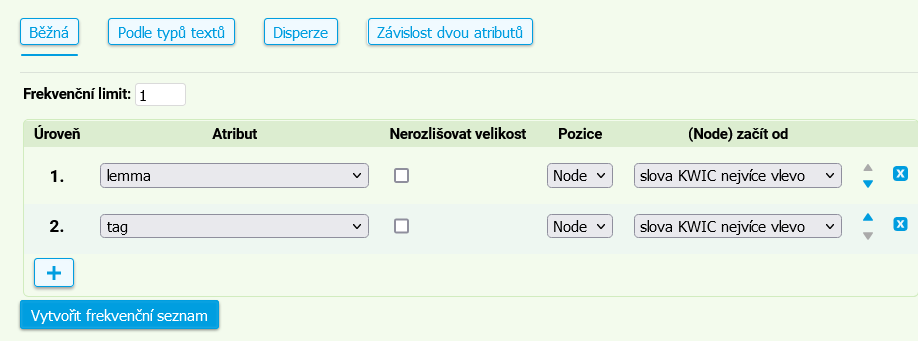 Běžná Podle typů textů Disperze Závislost dvou atributů
Frekvenční limit: 1
Úroveň Atribut Nerozlišovat velikost Pozice (Node) začít od
1. lemma Node slova KWIC nejvíce vlevo
2. tag Node slova KWIC nejvíce vlevo
+
Vytvořit frekvenční seznam